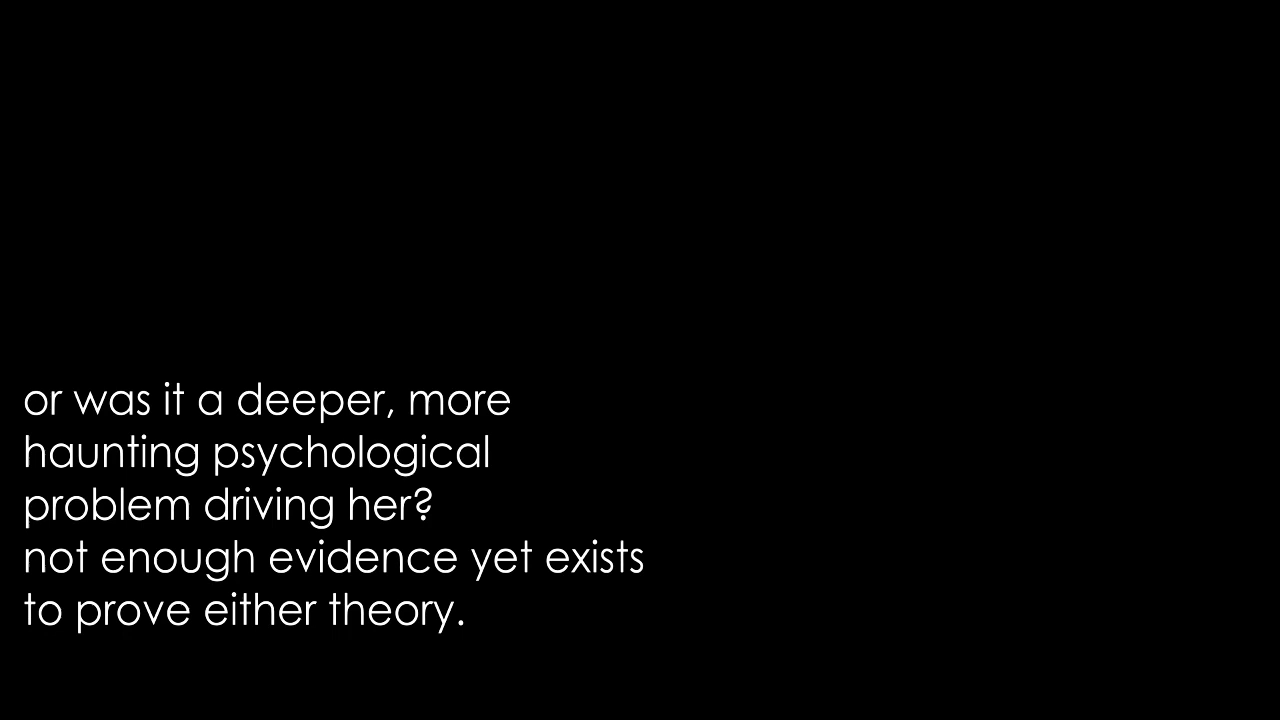 or was it a deeper, more
haunting psychological
problem driving her?
not enough evidence yet exists
to prove either theory.